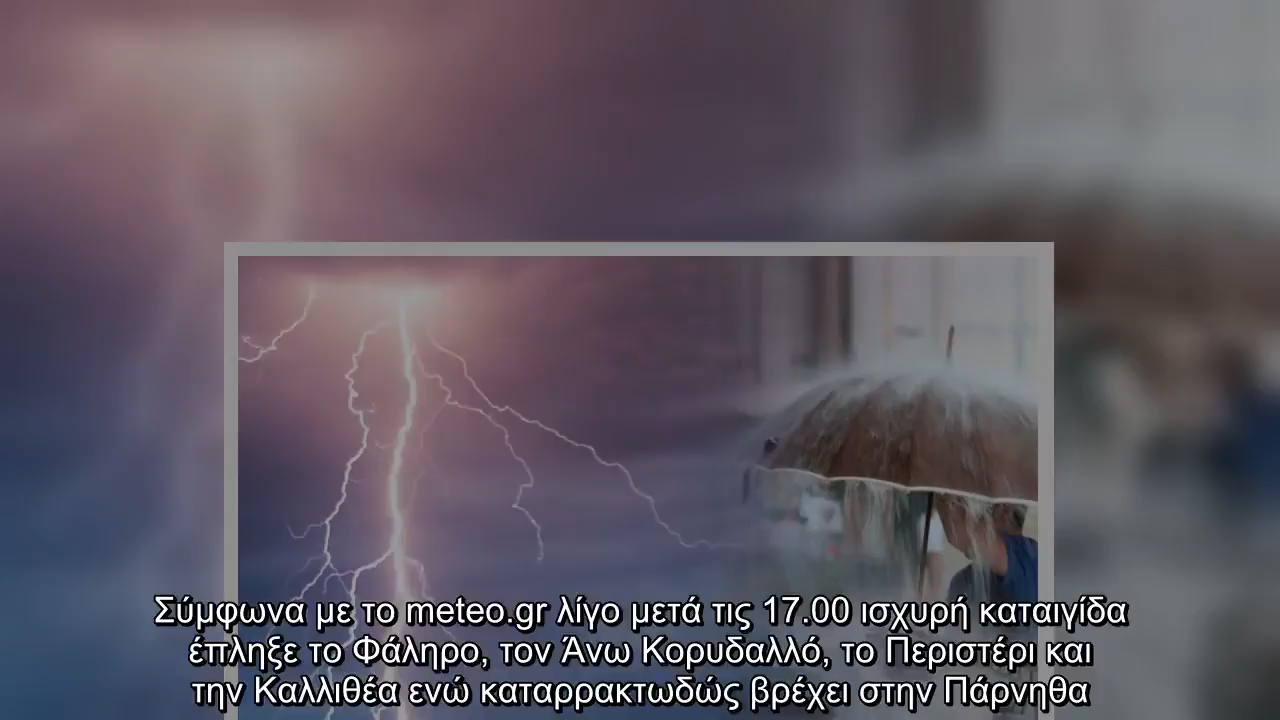 Σύμφωνα με το meteo.gr λίγο μετά τις 17.00 ισχυρή καταιγίδα
έπληξε το Φάληρο, τον Άνω Κορυδαλλό, το Περιστέρι και
την Καλλιθέα ενώ καταρρακτωδώς βρέχει στην Πάρνηθα